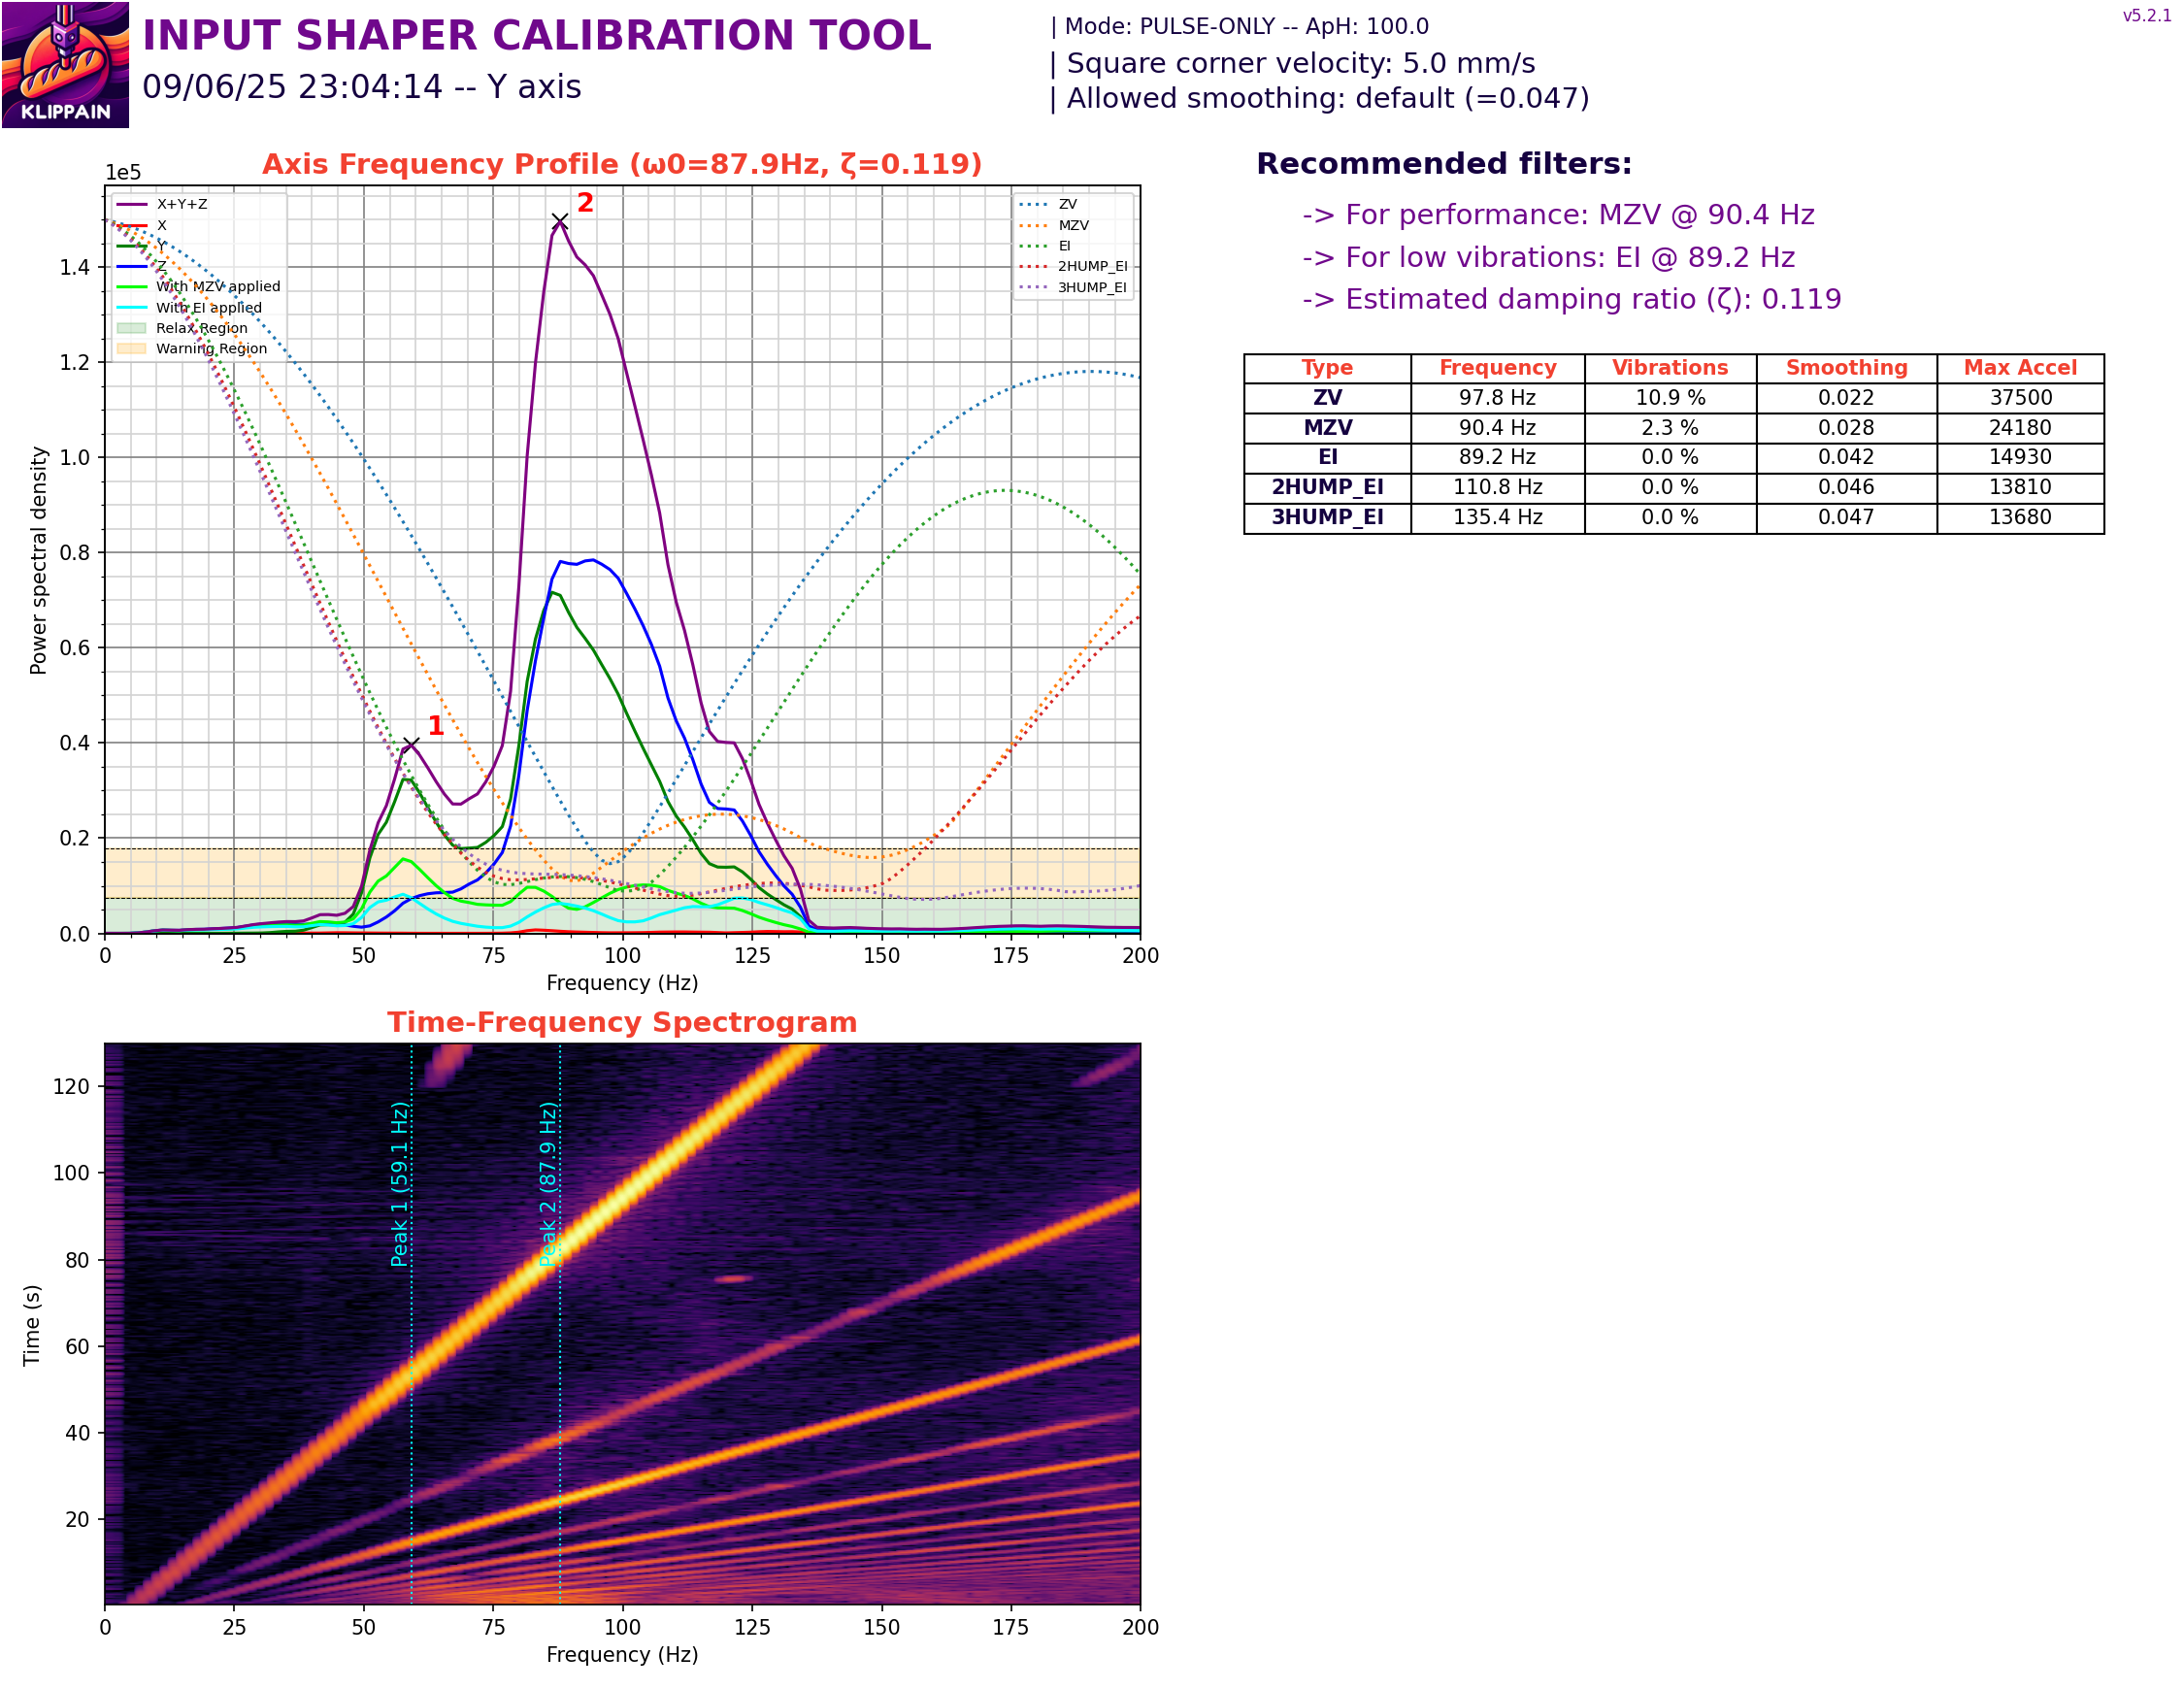 KLIPPAIN
INPUT SHAPER CALIBRATION TOOL
09/06/25 23:04:14 -- Y axis
| Mode: PULSE-ONLY -- ApH: 100.0
| Square corner velocity: 5.0 mm/s
| Allowed smoothing: default (=0.047)
v5.2.1
Axis Frequency Profile (ω0=87.9Hz, ζ=0.119)
1e5
X+Y+Z
X
Y
Z
With MZV applied
With EI applied
Relax Region
Warning Region
ZV
MZV
EI
2HUMP_EI
3HUMP_EI
1
2
Power spectral density
1.4
1.2
1.0
0.8
0.6
0.4
0.2
0.0
0 25 50 75 100 125 150 175 200
Frequency (Hz)
Recommended filters:
-> For performance: MZV @ 90.4 Hz
-> For low vibrations: EI @ 89.2 Hz
-> Estimated damping ratio (ζ): 0.119
Type Frequency Vibrations Smoothing Max Accel
ZV 97.8 Hz 10.9 % 0.022 37500
MZV 90.4 Hz 2.3 % 0.028 24180
EI 89.2 Hz 0.0 % 0.042 14930
2HUMP_EI 110.8 Hz 0.0 % 0.046 13810
3HUMP_EI 135.4 Hz 0.0 % 0.047 13680
Time-Frequency Spectrogram
Time (s)
120
100
80
60
40
20
Peak 1 (59.1 Hz)
Peak 2 (87.9 Hz)
0 25 50 75 100 125 150 175 200
Frequency (Hz)